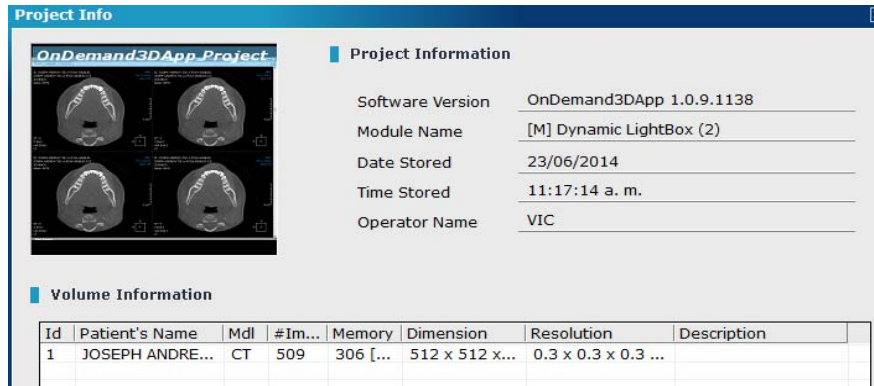 Project Info
OnDemand3DApp Project
Project Information
Software Version OnDemand3DApp 1.0.9.1138
Module Name [M] Dynamic LightBox (2)
Date Stored 23/06/2014
Time Stored 11:17:14 a. m.
Operator Name VIC
Volume Information
Id Patient's Name Mdl #Im... Memory Dimension Resolution Description
1 JOSEPH ANDRE... CT 509 306 [... 512 x 512 x... 0.3 x 0.3 x 0.3 ...